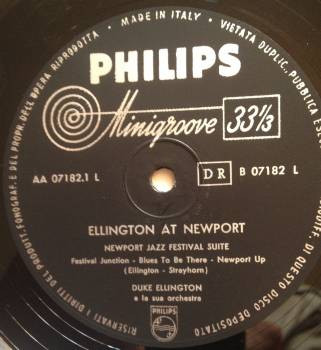 MADE IN ITALY • VIETATA DUPLIC. PUBBLICA
E DEL PROPR. DELL'OPERA RIPRODOTTA •
PHILIPS
Minigroove 33⅓
AA 07182.1 L
DR B 07182 L
ELLINGTON AT NEWPORT
NEWPORT JAZZ FESTIVAL SUITE
Festival Junction - Blues To Be There - Newport Up
(Ellington - Strayhorn)
DUKE ELLINGTON
e la sua orchestra
PHILIPS
RISERVATI I DIRITTI DEL PRODUT. FONOGRAF.
DI QUESTO DISCO DEPOSITATO